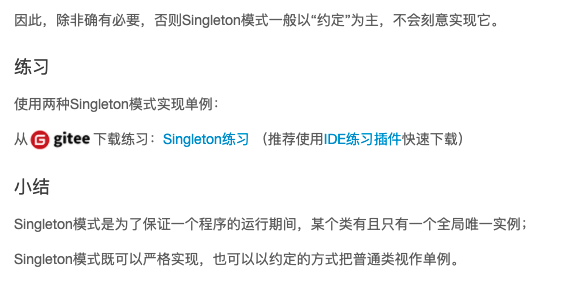 因此，除非确有必要，否则Singleton模式一般以“约定”为主，不会刻意实现它。
练习
使用两种Singleton模式实现单例：
从 G gitee 下载练习：Singleton练习 （推荐使用IDE练习插件快速下载）
小结
Singleton模式是为了保证一个程序的运行期间，某个类有且只有一个全局唯一实例；
Singleton模式既可以严格实现，也可以以约定的方式把普通类视作单例。